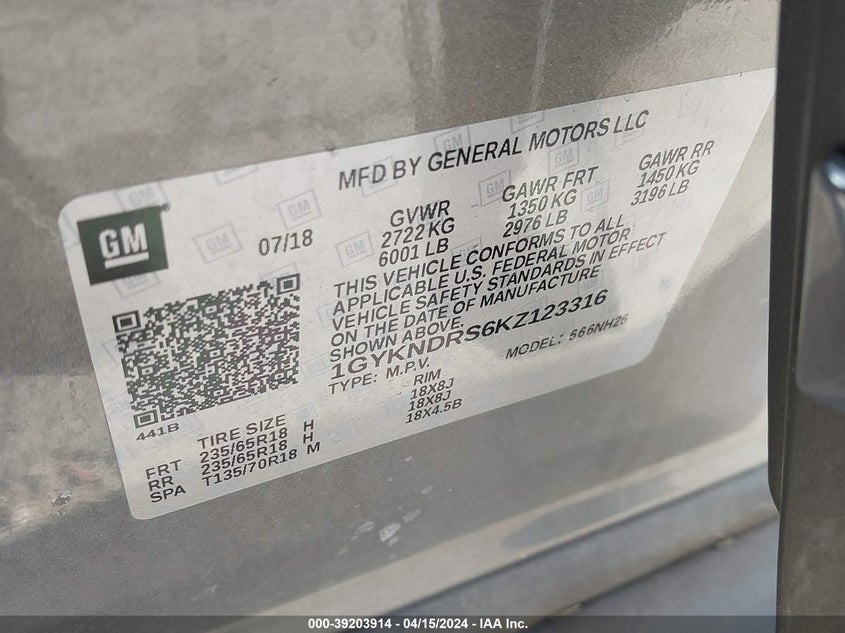 MFD BY GENERAL MOTORS LLC
GM
07/18
GVWR GAWR FRT GAWR RR
2722 KG 1350 KG 1450 KG
6001 LB 2976 LB 3196 LB
THIS VEHICLE CONFORMS TO ALL
APPLICABLE U.S. FEDERAL MOTOR
VEHICLE SAFETY STANDARDS IN EFFECT
ON THE DATE OF MANUFACTURE
SHOWN ABOVE.
1GYKNDRS6KZ123316
TYPE: M.P.V. MODEL: 566NH26
441B
TIRE SIZE RIM
FRT 235/65R18 H 18X8J
RR 235/65R18 H 18X8J
SPA T135/70R18 M 18X4.5B
000-39203914 - 04/15/2024 - IAA Inc.